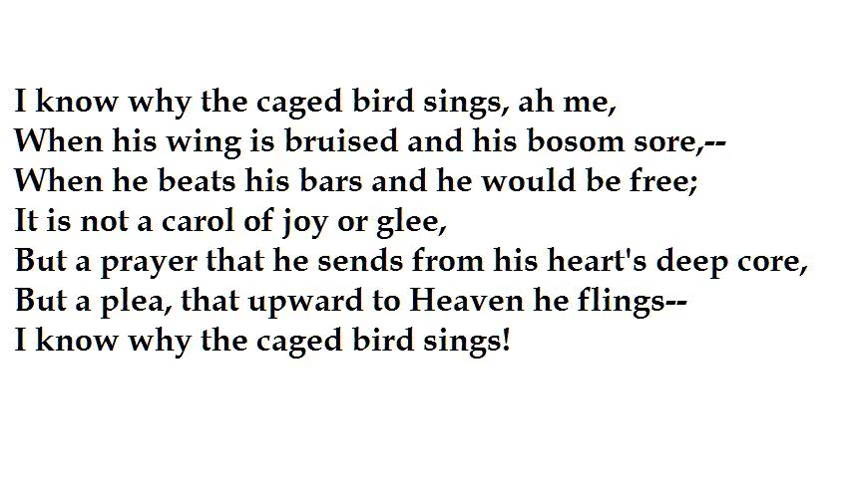 I know why the caged bird sings, ah me,
When his wing is bruised and his bosom sore,--
When he beats his bars and he would be free;
It is not a carol of joy or glee,
But a prayer that he sends from his heart's deep core,
But a plea, that upward to Heaven he flings--
I know why the caged bird sings!